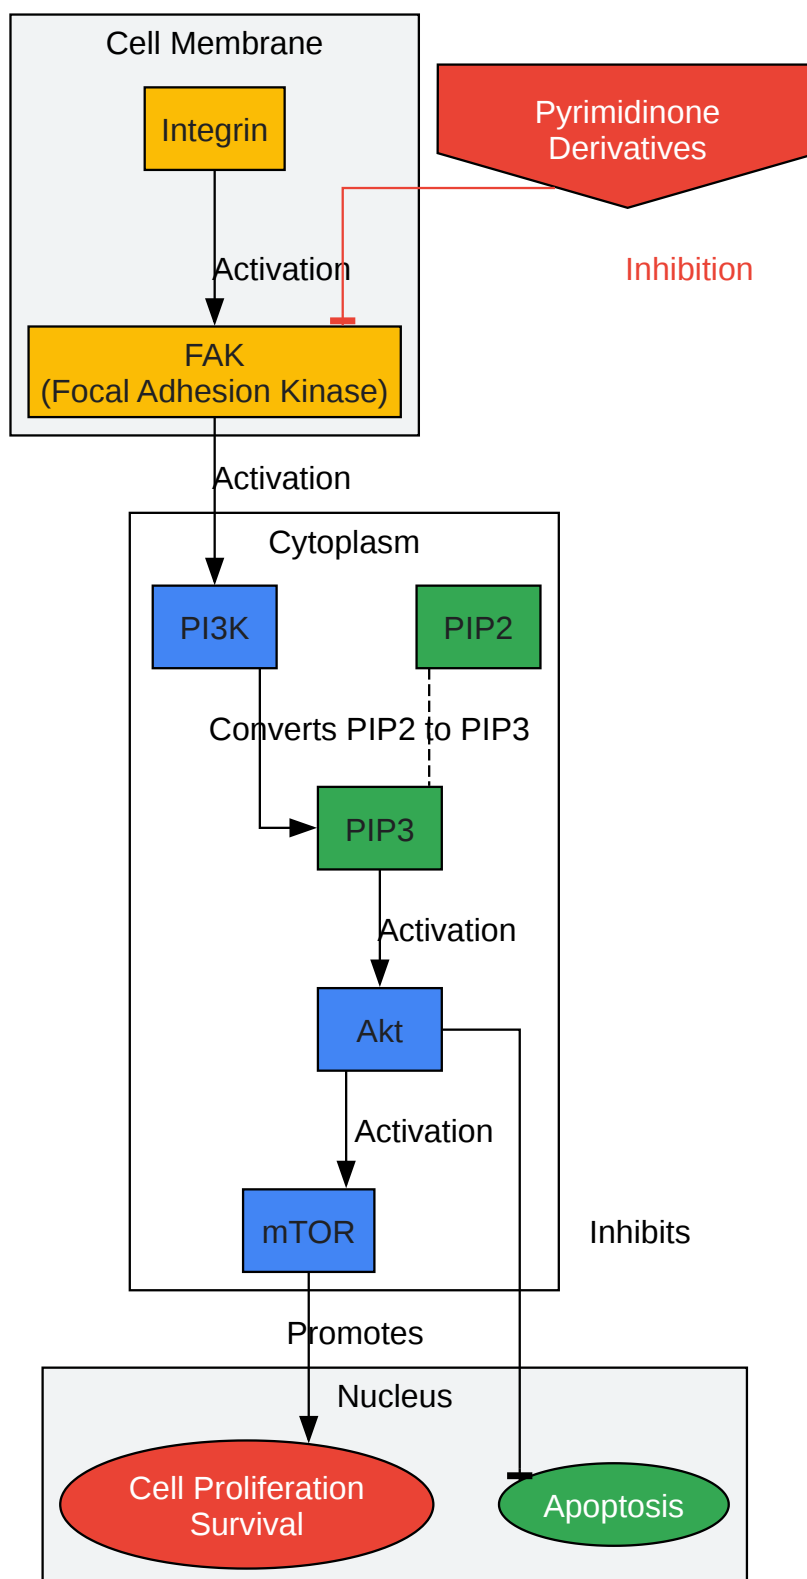 Cell Membrane
Integrin
Pyrimidinone
Derivatives
Activation
Inhibition
FAK
(Focal Adhesion Kinase)
Activation
Cytoplasm
PI3K
PIP2
Converts PIP2 to PIP3
PIP3
Activation
Akt
Activation
mTOR
Inhibits
Promotes
Nucleus
Cell Proliferation
Survival
Apoptosis